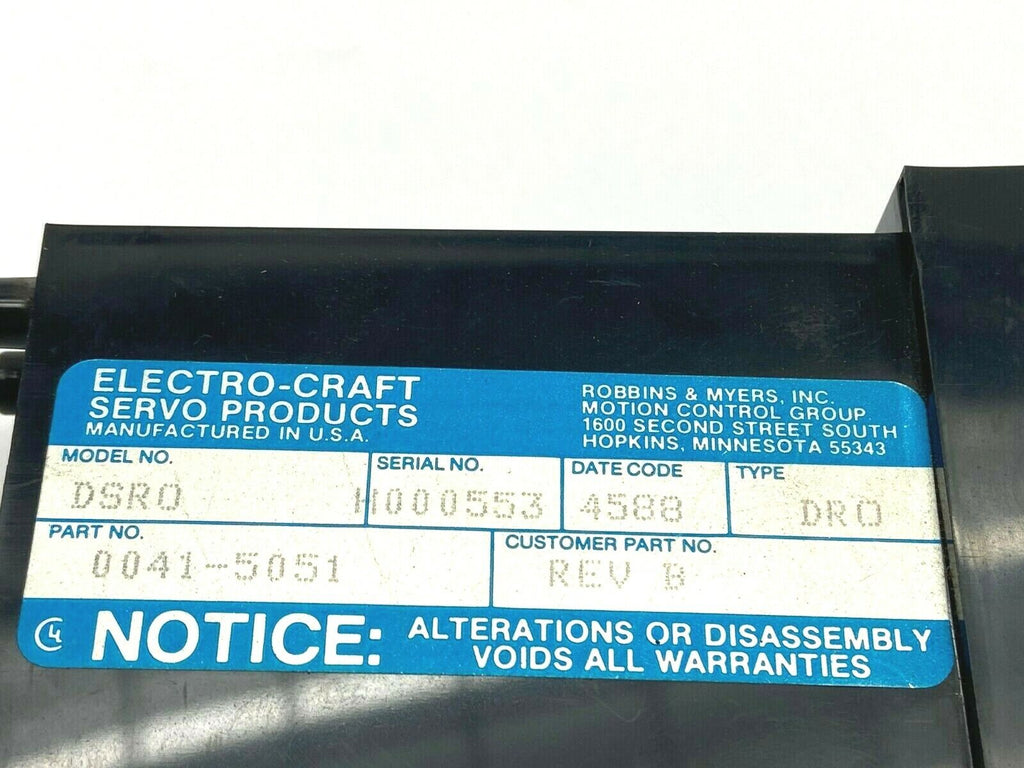 ELECTRO-CRAFT
SERVO PRODUCTS
MANUFACTURED IN U.S.A.
ROBBINS & MYERS, INC.
MOTION CONTROL GROUP
1600 SECOND STREET SOUTH
HOPKINS, MINNESOTA 55343
MODEL NO.
DSRO
SERIAL NO.
H000553
DATE CODE
4588
TYPE
DRO
PART NO.
0041-5051
CUSTOMER PART NO.
REV B
NOTICE:
ALTERATIONS OR DISASSEMBLY
VOIDS ALL WARRANTIES